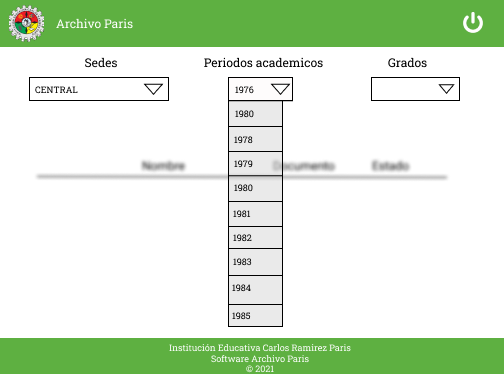 Archivo Paris
Sedes
Periodos academicos
Grados
CENTRAL
1976
1980
1978
1979
Nombre
Documento
Estado
1980
1981
1982
1983
1984
1985
Institución Educativa Carlos Ramirez Paris
Software Archivo Paris
© 2021